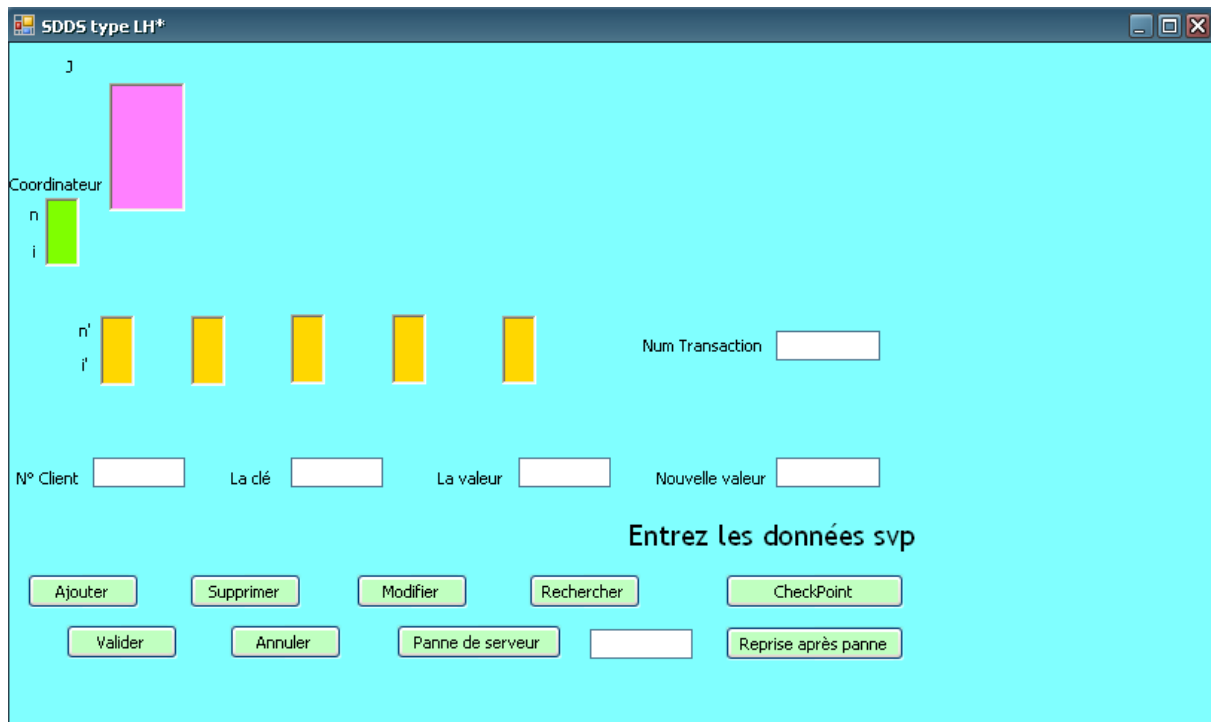 SDDS type LH*
J
Coordinateur
n
i
n'
i'
Num Transaction
N° Client
La clé
La valeur
Nouvelle valeur
Entrez les données svp
Ajouter
Supprimer
Modifier
Rechercher
CheckPoint
Valider
Annuler
Panne de serveur
Reprise après panne